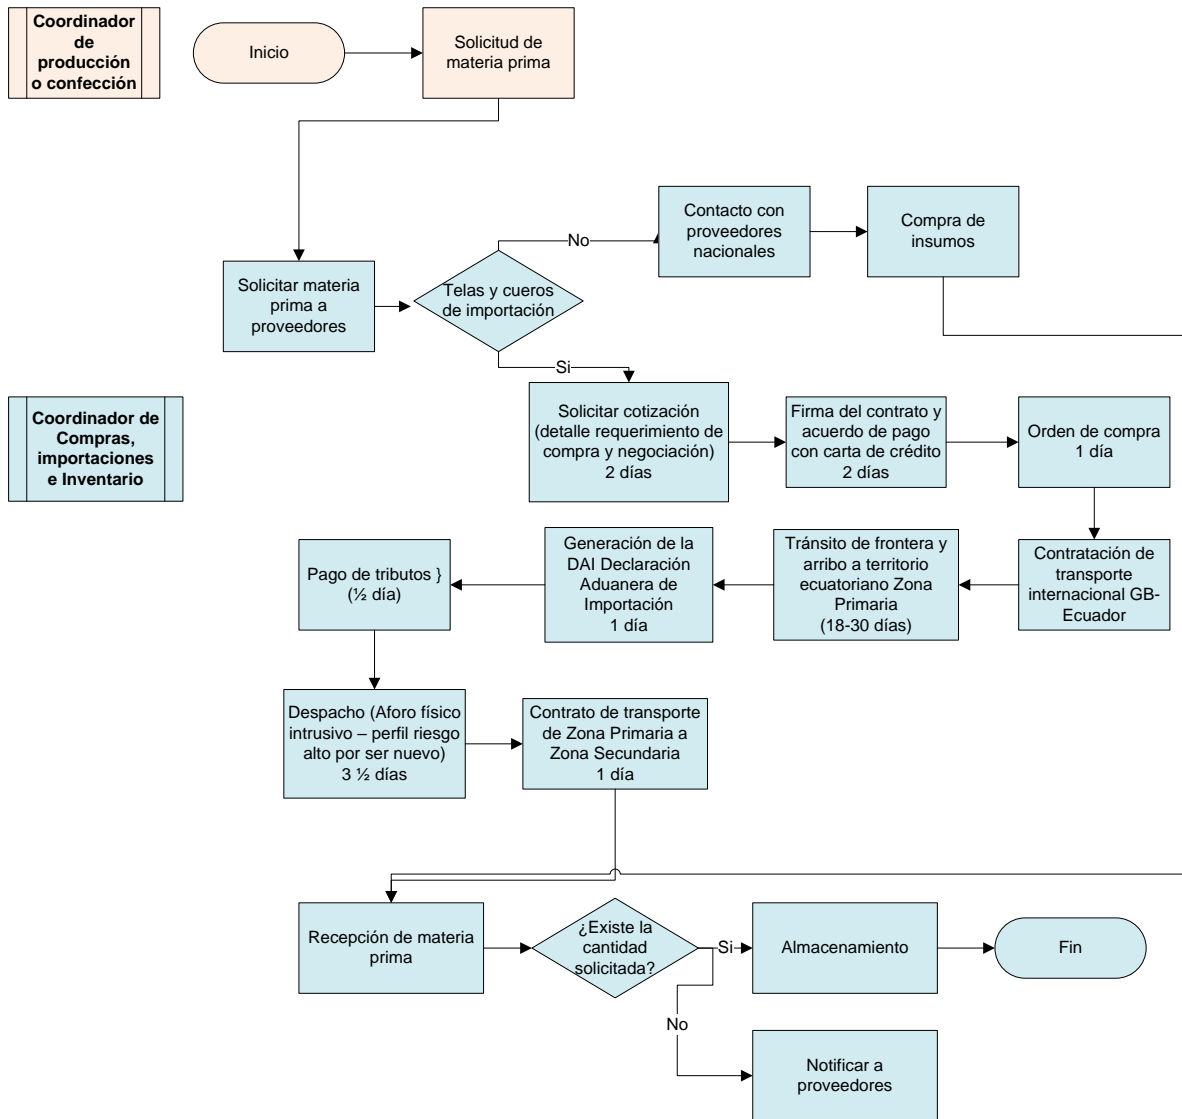 Coordinador
de
producción
o confección
Inicio
Solicitud de
materia prima
Contacto con
proveedores
nacionales
Compra de
insumos
No
Solicitar materia
prima a
proveedores
Telas y cueros
de importación
Si
Coordinador de
Compras,
importaciones
e Inventario
Solicitar cotización
(detalle requerimiento de
compra y negociación)
2 días
Firma del contrato y
acuerdo de pago
con carta de crédito
2 días
Orden de compra
1 día
Pago de tributos }
(½ día)
Generación de la
DAI Declaración
Aduanera de
Importación
1 día
Tránsito de frontera y
arribo a territorio
ecuatoriano Zona
Primaria
(18-30 días)
Contratación de
transporte
internacional GB-
Ecuador
Despacho (Aforo físico
intrusivo – perfil riesgo
alto por ser nuevo)
3 ½ días
Contrato de transporte
de Zona Primaria a
Zona Secundaria
1 día
Recepción de materia
prima
¿Existe la
cantidad
solicitada?
Si
Almacenamiento
Fin
No
Notificar a
proveedores